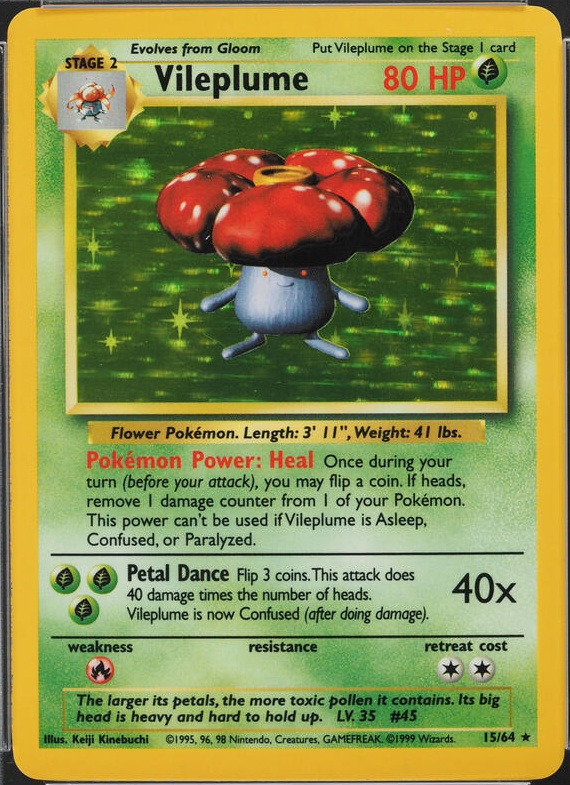 Evolves from Gloom
Put Vileplume on the Stage 1 card
STAGE 2
Vileplume
80 HP
Flower Pokémon. Length: 3' 11", Weight: 41 lbs.
Pokémon Power: Heal Once during your
turn (before your attack), you may flip a coin. If heads,
remove 1 damage counter from 1 of your Pokémon.
This power can't be used if Vileplume is Asleep,
Confused, or Paralyzed.
Petal Dance Flip 3 coins. This attack does
40 damage times the number of heads.
Vileplume is now Confused (after doing damage).
40x
weakness
resistance
retreat cost
The larger its petals, the more toxic pollen it contains. Its big
head is heavy and hard to hold up. LV. 35 #45
Illus. Keiji Kinebuchi ©1995, 96, 98 Nintendo, Creatures, GAMEFREAK. ©1999 Wizards. 15/64 ★